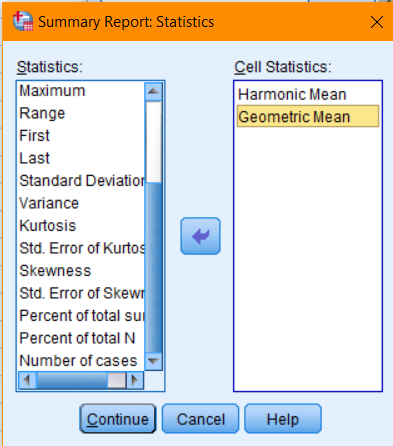 Summary Report: Statistics
Statistics:
Maximum
Range
First
Last
Standard Deviation
Variance
Kurtosis
Std. Error of Kurtos
Skewness
Std. Error of Skewn
Percent of total sur
Percent of total N
Number of cases
Cell Statistics:
Harmonic Mean
Geometric Mean
Continue
Cancel
Help